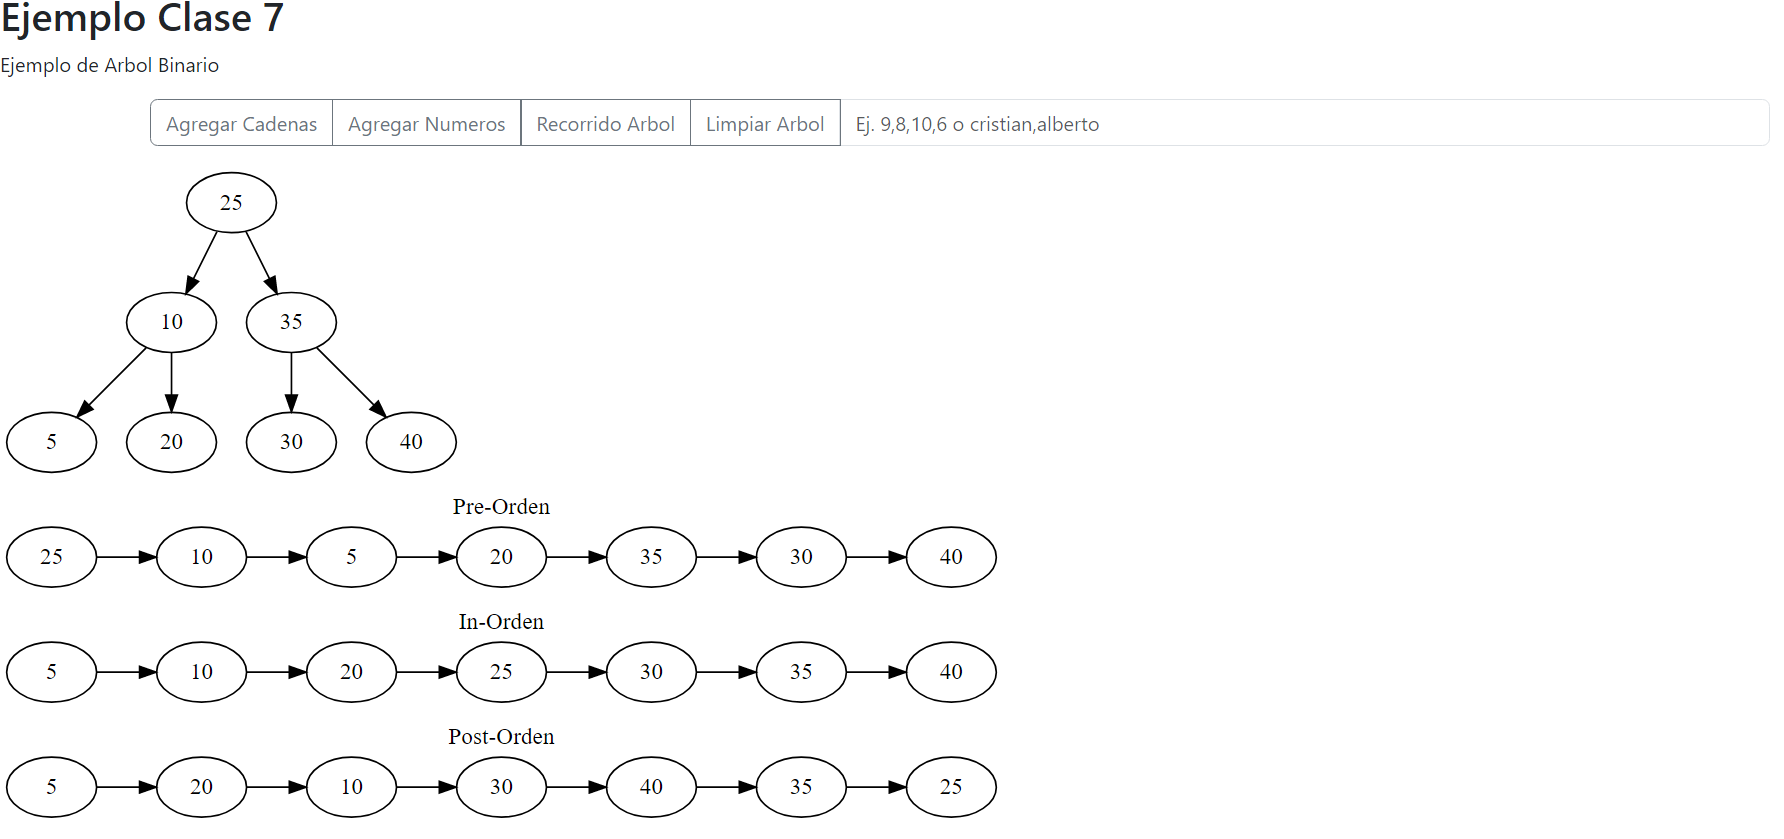 Ejemplo Clase 7
Ejemplo de Arbol Binario
Agregar Cadenas Agregar Numeros Recorrido Arbol Limpiar Arbol Ej. 9,8,10,6 o cristian,alberto
25
10 35
5 20 30 40
Pre-Orden
25 10 5 20 35 30 40
In-Orden
5 10 20 25 30 35 40
Post-Orden
5 20 10 30 40 35 25